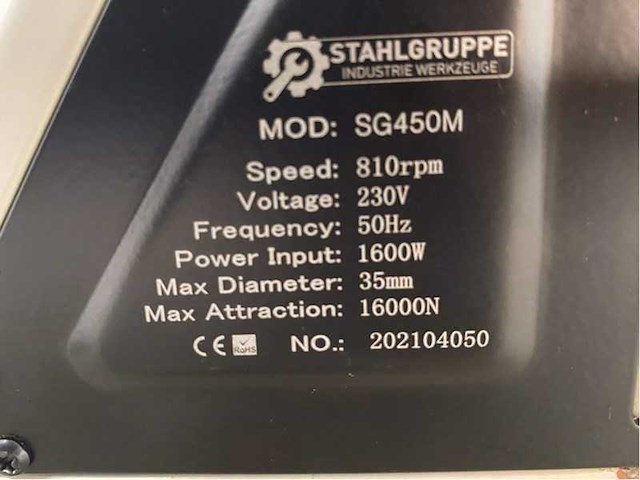 STAHLGRUPPE
INDUSTRIE WERKZEUGE
MOD: SG450M
Speed: 810rpm
Voltage: 230V
Frequency: 50Hz
Power Input: 1600W
Max Diameter: 35mm
Max Attraction: 16000N
CE RoHS NO.: 202104050